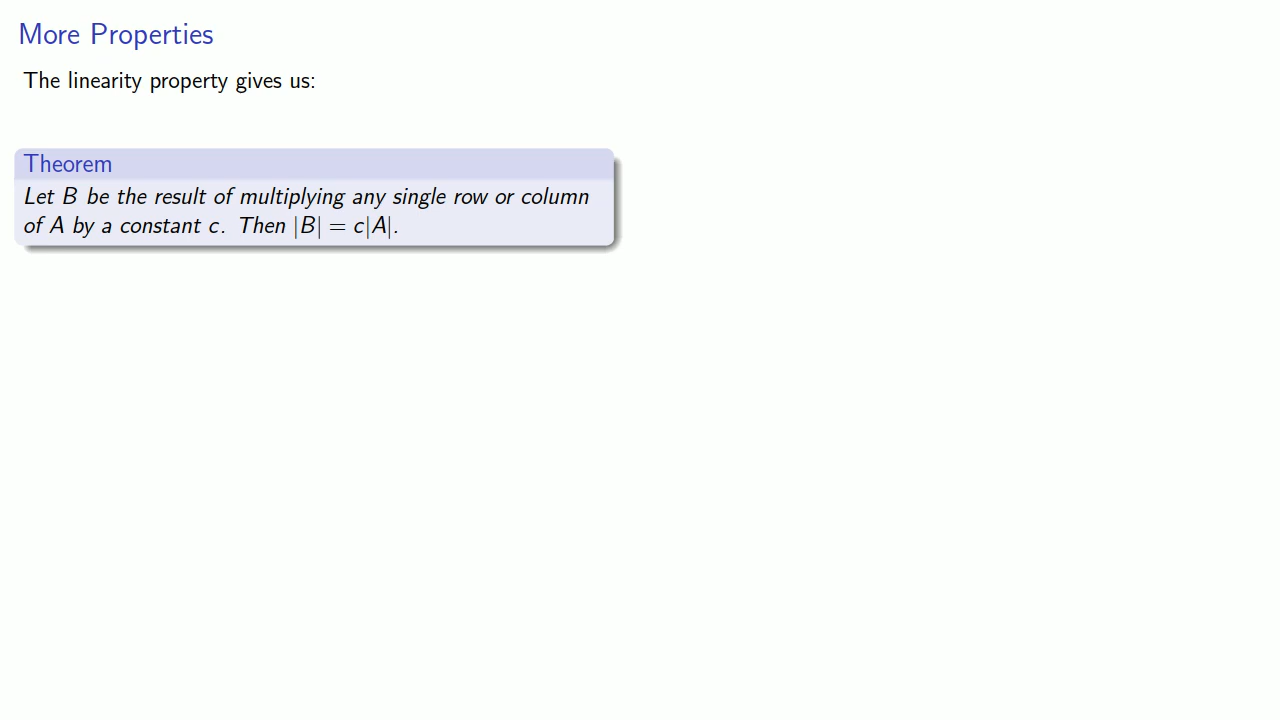 More Properties
The linearity property gives us:
Theorem
Let B be the result of multiplying any single row or column
of A by a constant c. Then |B| = c|A|.